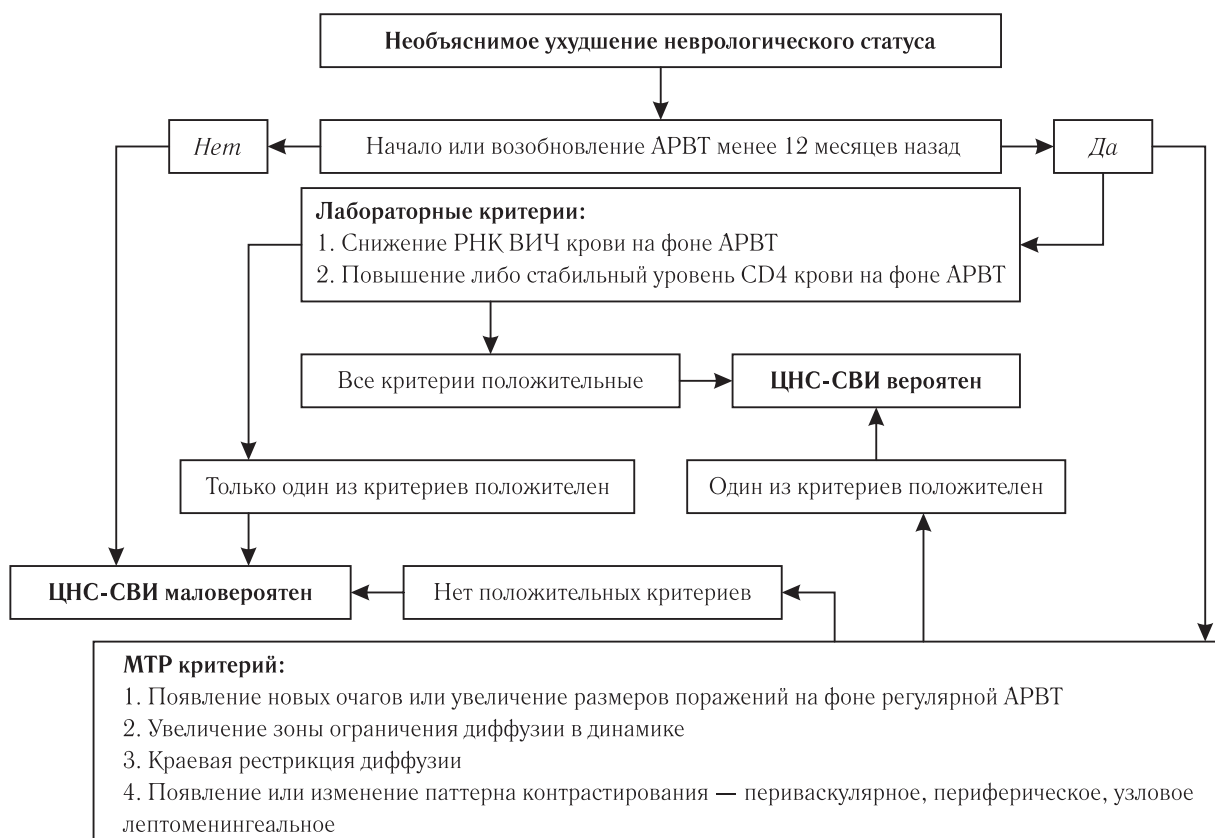 Необъяснимое ухудшение неврологического статуса
Нет
Начало или возобновление АРВТ менее 12 месяцев назад
Да
Лабораторные критерии:
1. Снижение РНК ВИЧ крови на фоне АРВТ
2. Повышение либо стабильный уровень CD4 крови на фоне АРВТ
Все критерии положительные
ЦНС-СВИ вероятен
Только один из критериев положителен
Один из критериев положителен
ЦНС-СВИ маловероятен
Нет положительных критериев
МТР критерий:
1. Появление новых очагов или увеличение размеров поражений на фоне регулярной АРВТ
2. Увеличение зоны ограничения диффузии в динамике
3. Краевая рестрикция диффузии
4. Появление или изменение паттерна контрастирования — периваскулярное, периферическое, узловое
лептоменингеальное